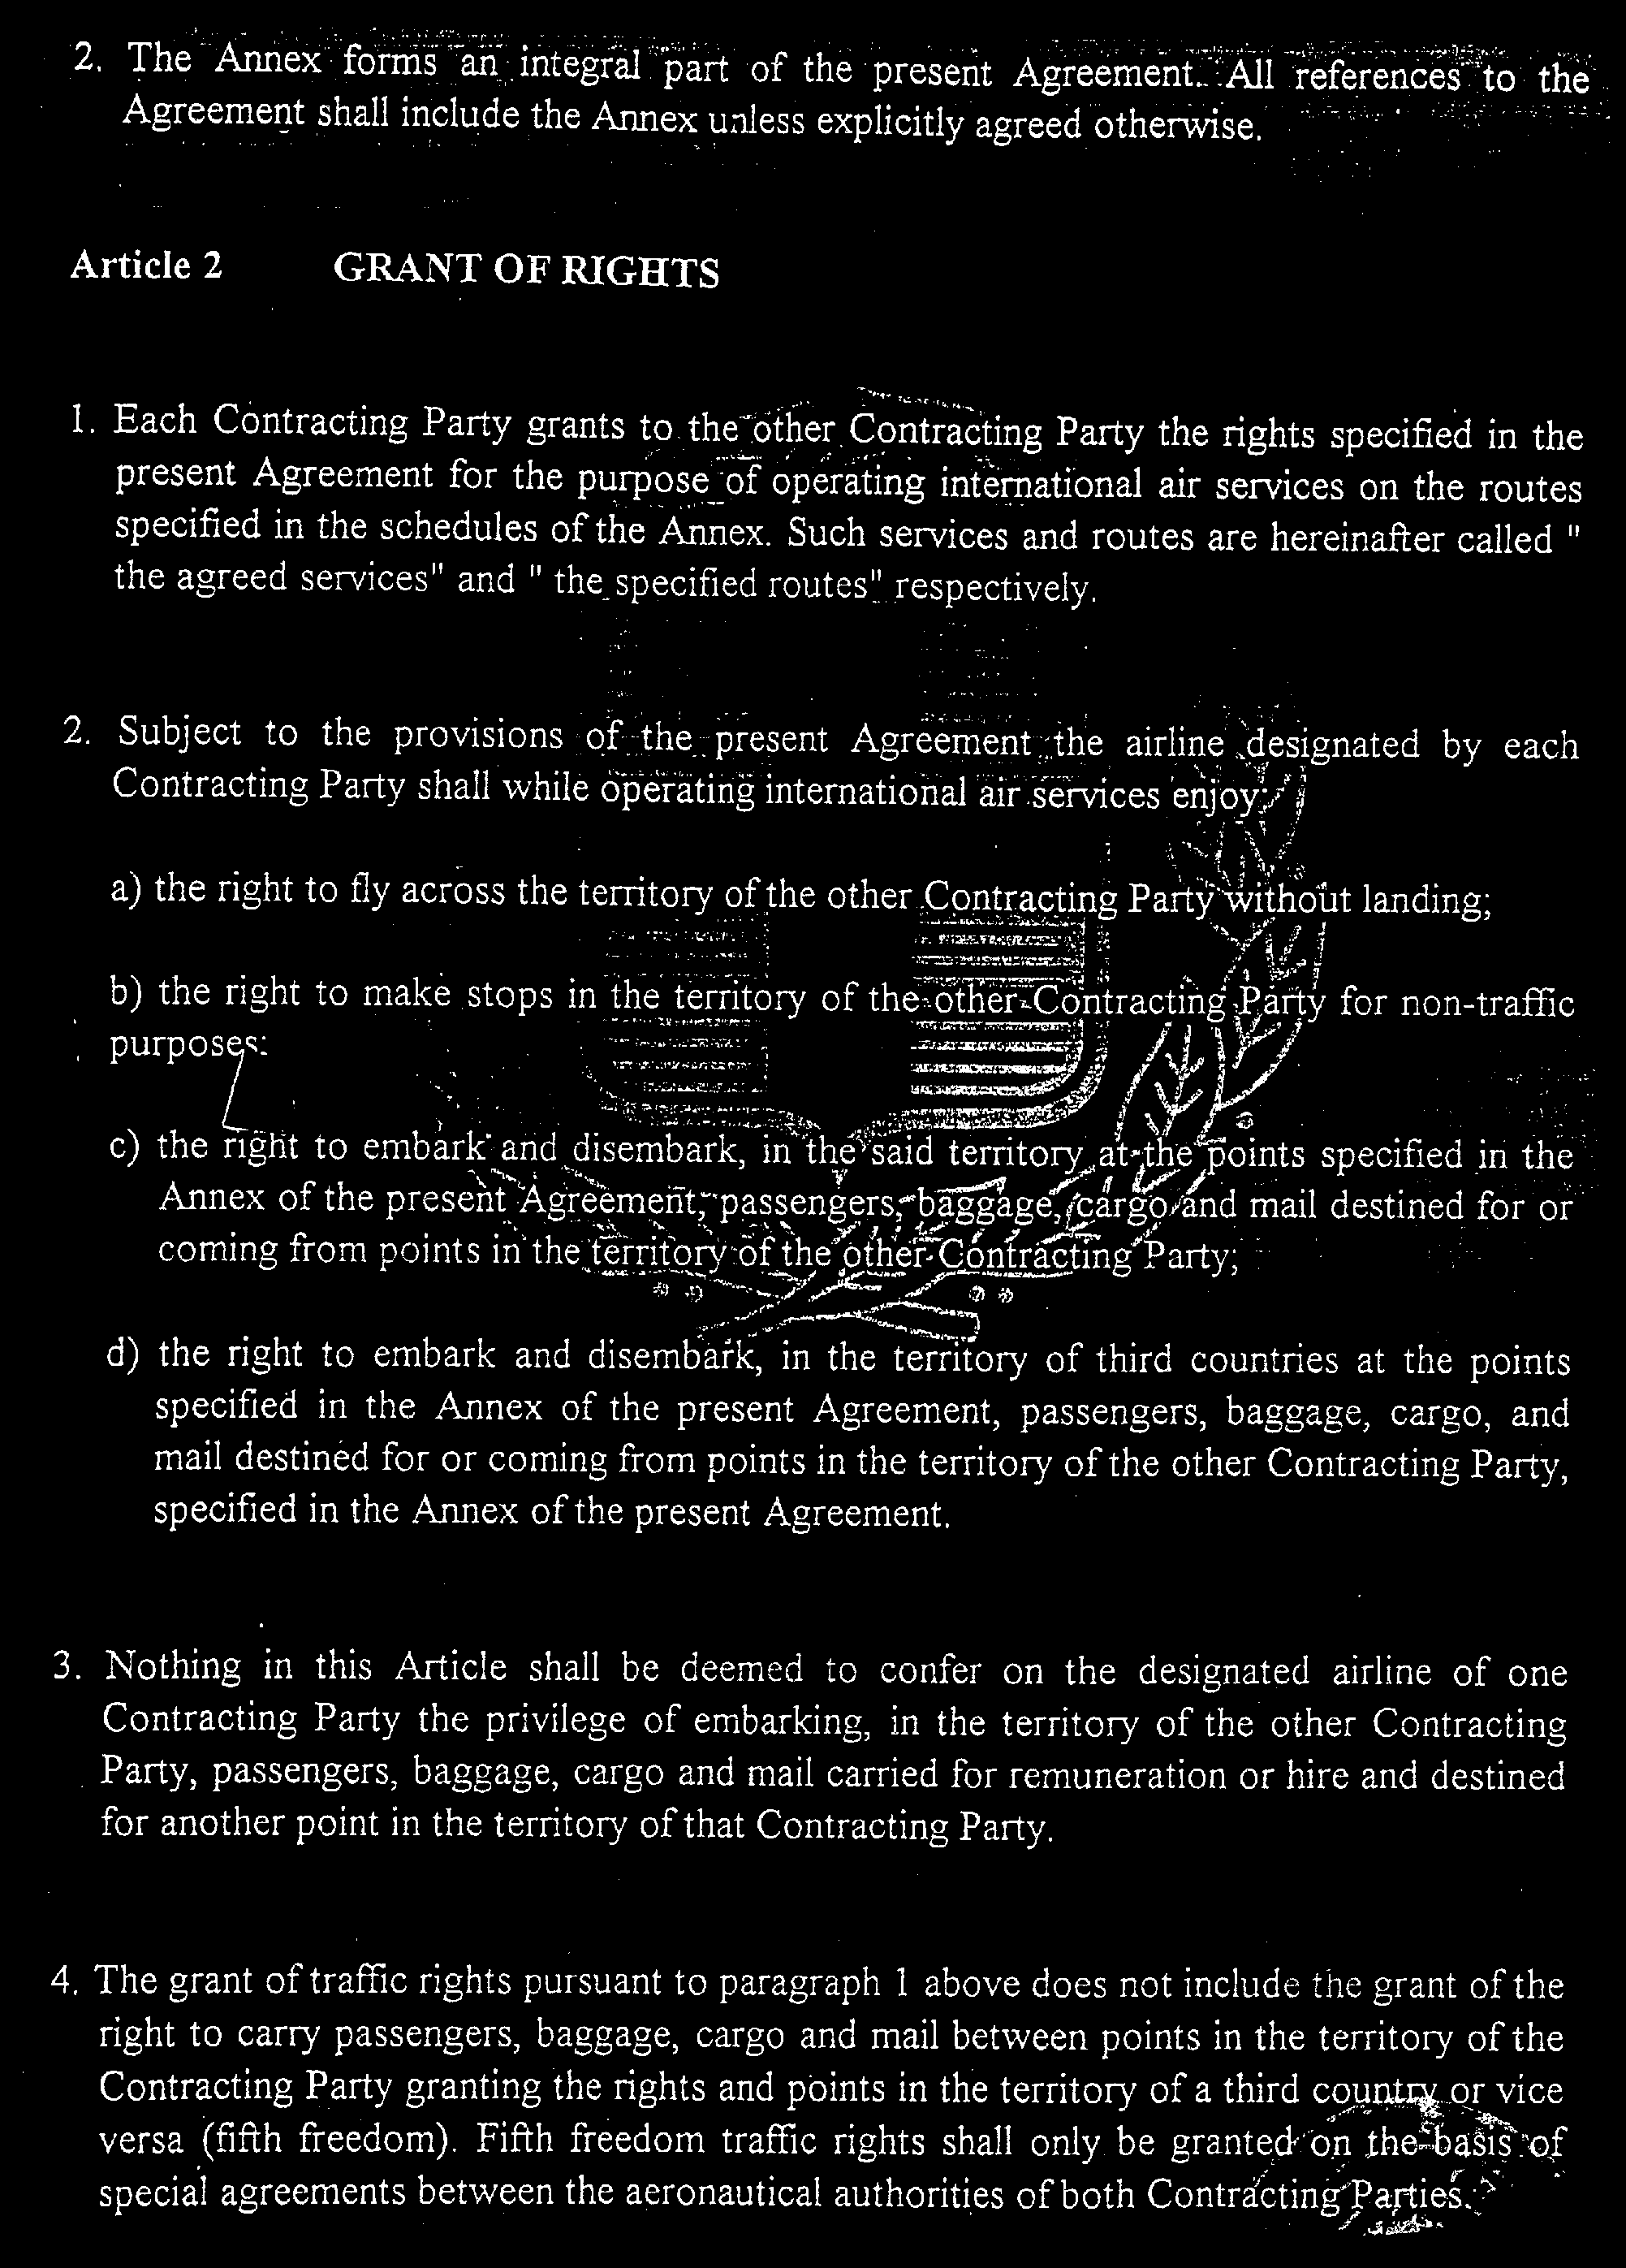 2. The Annex forms an integral part of the present Agreement. All references to the
Agreement shall include the Annex unless explicitly agreed otherwise.
Article 2 GRANT OF RIGHTS
1. Each Contracting Party grants to the other Contracting Party the rights specified in the
present Agreement for the purpose of operating international air services on the routes
specified in the schedules of the Annex. Such services and routes are hereinafter called "
the agreed services" and " the specified routes" respectively.
2. Subject to the provisions of the present Agreement the airline designated by each
Contracting Party shall while operating international air services enjoy:
a) the right to fly across the territory of the other Contracting Party without landing;
b) the right to make stops in the territory of the other Contracting Party for non-traffic
purposes:
c) the right to embark and disembark, in the said territory at the points specified in the
Annex of the present Agreement, passengers, baggage, cargo and mail destined for or
coming from points in the territory of the other Contracting Party;
d) the right to embark and disembark, in the territory of third countries at the points
specified in the Annex of the present Agreement, passengers, baggage, cargo, and
mail destined for or coming from points in the territory of the other Contracting Party,
specified in the Annex of the present Agreement.
3. Nothing in this Article shall be deemed to confer on the designated airline of one
Contracting Party the privilege of embarking, in the territory of the other Contracting
Party, passengers, baggage, cargo and mail carried for remuneration or hire and destined
for another point in the territory of that Contracting Party.
4. The grant of traffic rights pursuant to paragraph 1 above does not include the grant of the
right to carry passengers, baggage, cargo and mail between points in the territory of the
Contracting Party granting the rights and points in the territory of a third country or vice
versa (fifth freedom). Fifth freedom traffic rights shall only be granted on the basis of
special agreements between the aeronautical authorities of both Contracting Parties.